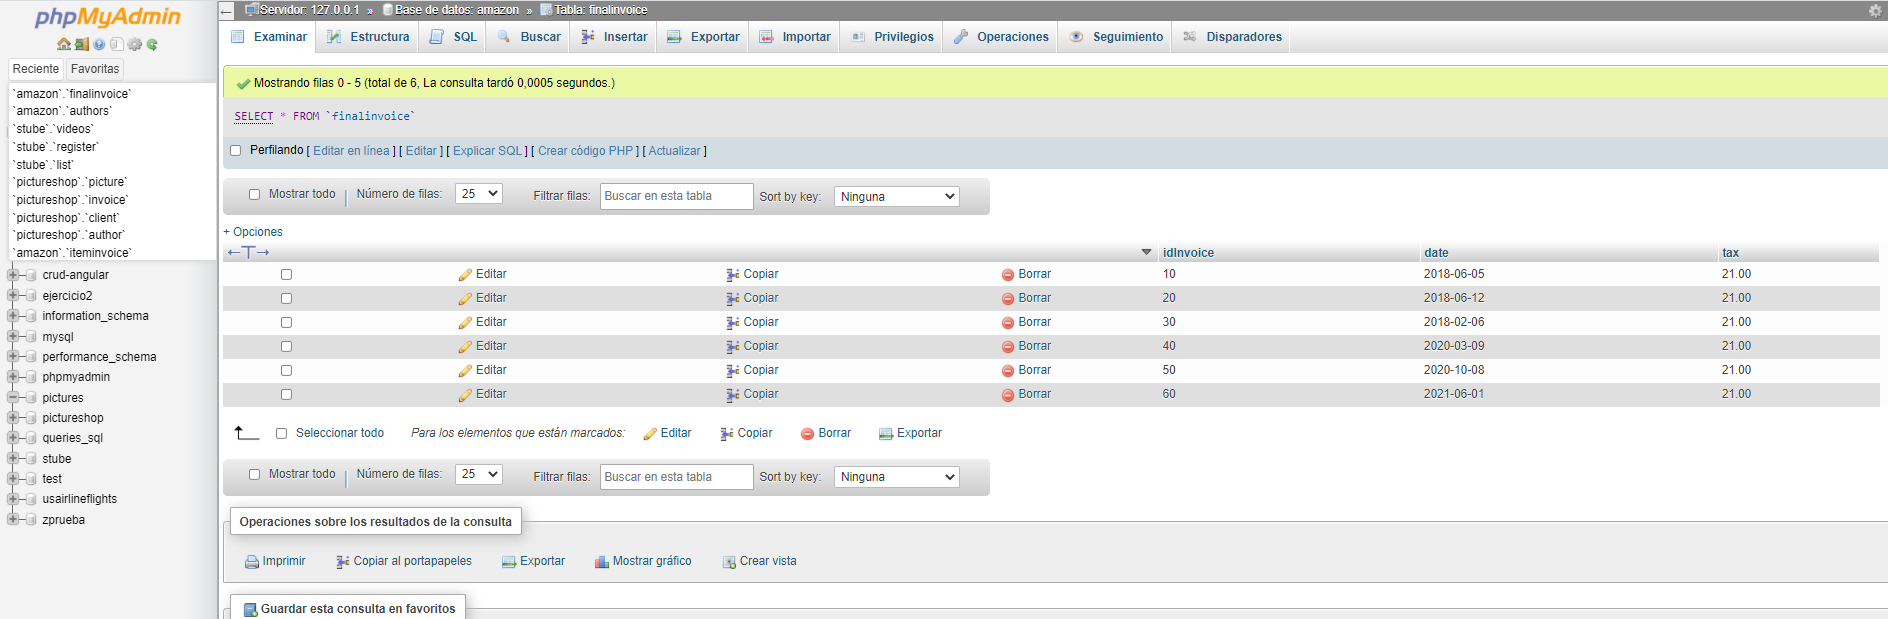 phpMyAdmin
Reciente Favoritas
`amazon`.`finalinvoice`
`amazon`.`authors`
`stube`.`videos`
`stube`.`register`
`stube`.`list`
`pictureshop`.`picture`
`pictureshop`.`invoice`
`pictureshop`.`client`
`pictureshop`.`author`
`amazon`.`iteminvoice`
crud-angular
ejercicio2
information_schema
mysql
performance_schema
phpmyadmin
pictures
pictureshop
queries_sql
stube
test
usairlineflights
zprueba
Servidor: 127.0.0.1 » Base de datos: amazon » Tabla: finalinvoice
Examinar Estructura SQL Buscar Insertar Exportar Importar Privilegios Operaciones Seguimiento Disparadores
Mostrando filas 0 - 5 (total de 6, La consulta tardó 0,0005 segundos.)
SELECT * FROM `finalinvoice`
Perfilando [ Editar en línea ] [ Editar ] [ Explicar SQL ] [ Crear código PHP ] [ Actualizar ]
Mostrar todo Número de filas: 25 Filtrar filas: Buscar en esta tabla Sort by key: Ninguna
+ Opciones
←T→ idInvoice date tax
Editar Copiar Borrar 10 2018-06-05 21.00
Editar Copiar Borrar 20 2018-06-12 21.00
Editar Copiar Borrar 30 2018-02-06 21.00
Editar Copiar Borrar 40 2020-03-09 21.00
Editar Copiar Borrar 50 2020-10-08 21.00
Editar Copiar Borrar 60 2021-06-01 21.00
Seleccionar todo Para los elementos que están marcados: Editar Copiar Borrar Exportar
Mostrar todo Número de filas: 25 Filtrar filas: Buscar en esta tabla Sort by key: Ninguna
Operaciones sobre los resultados de la consulta
Imprimir Copiar al portapapeles Exportar Mostrar gráfico Crear vista
Guardar esta consulta en favoritos